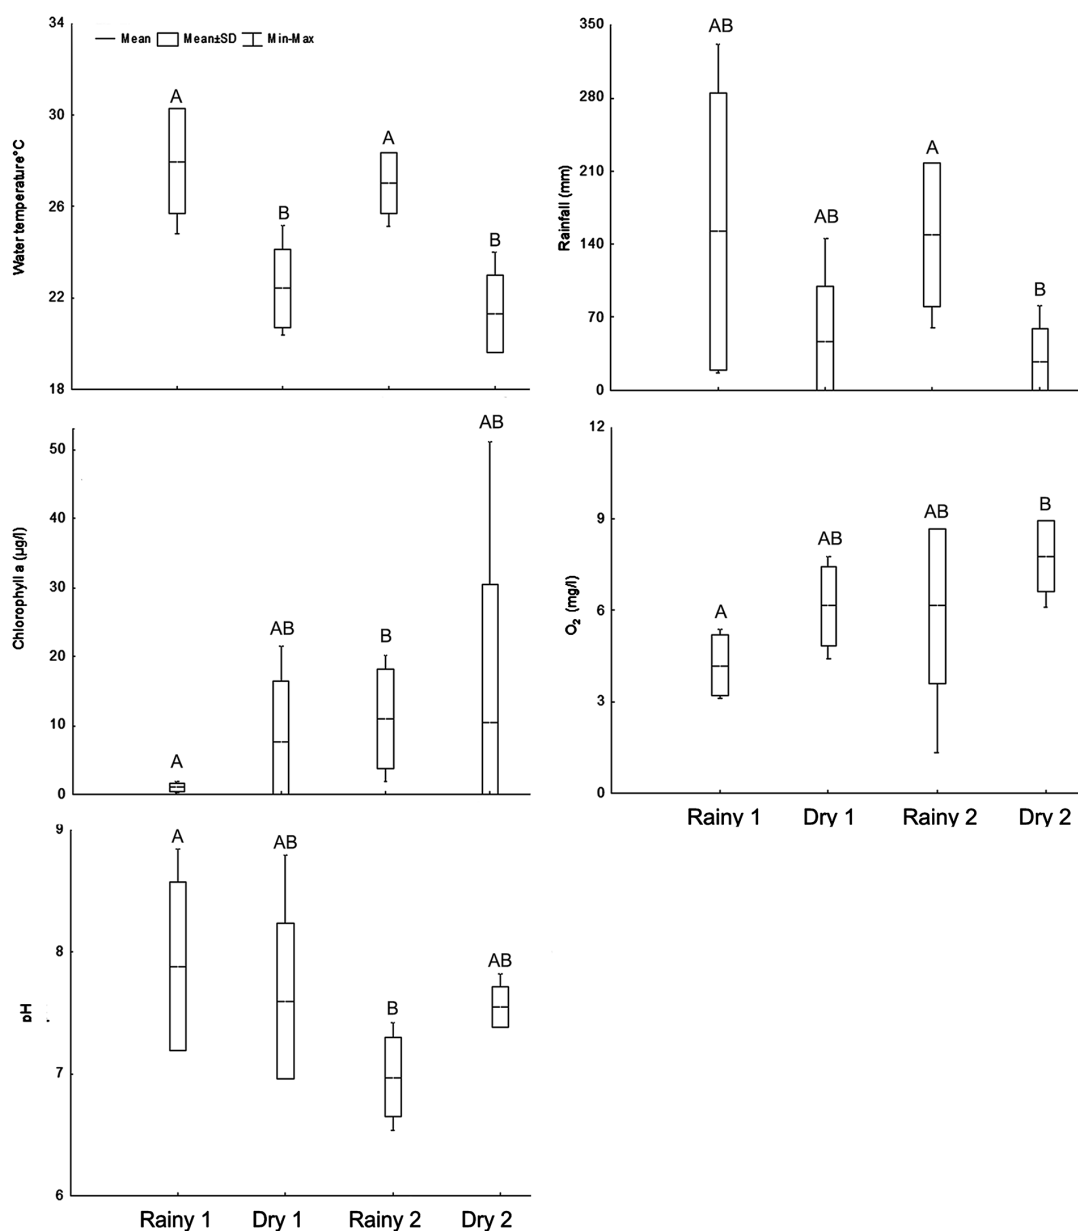 34
Mean Mean±SD Min-Max
30
26
22
18
Water temperature°C
A
B
A
B
350
280
210
140
70
0
Rainfall (mm)
AB
AB
A
B
50
40
30
20
10
0
Chlorophyll a (µg/l)
A
AB
B
AB
12
9
6
3
0
O₂ (mg/l)
A
AB
AB
B
Rainy 1 Dry 1 Rainy 2 Dry 2
9
8
7
6
pH
A
AB
B
AB
Rainy 1 Dry 1 Rainy 2 Dry 2